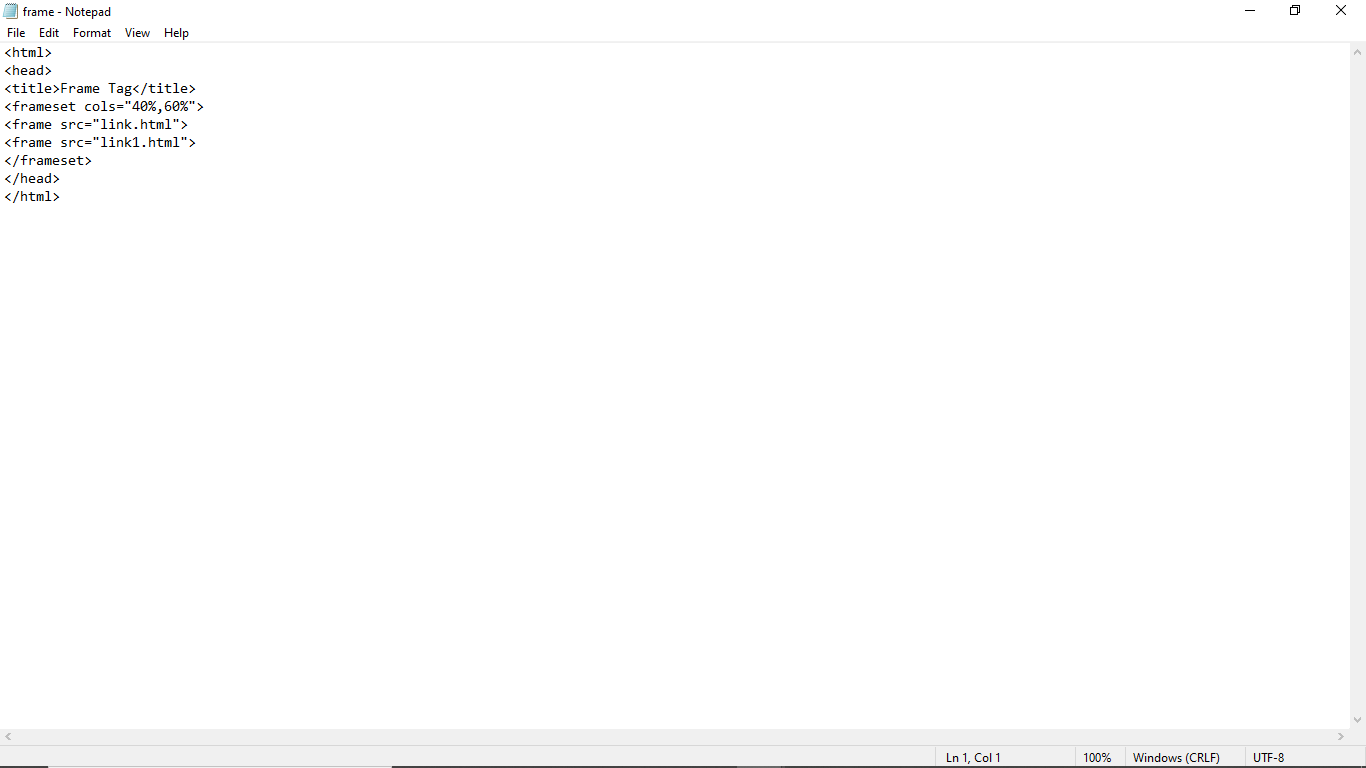 frame - Notepad
File Edit Format View Help
<html>
<head>
<title>Frame Tag</title>
<frameset cols="40%,60%">
<frame src="link.html">
<frame src="link1.html">
</frameset>
</head>
</html>
Ln 1, Col 1 100% Windows (CRLF) UTF-8